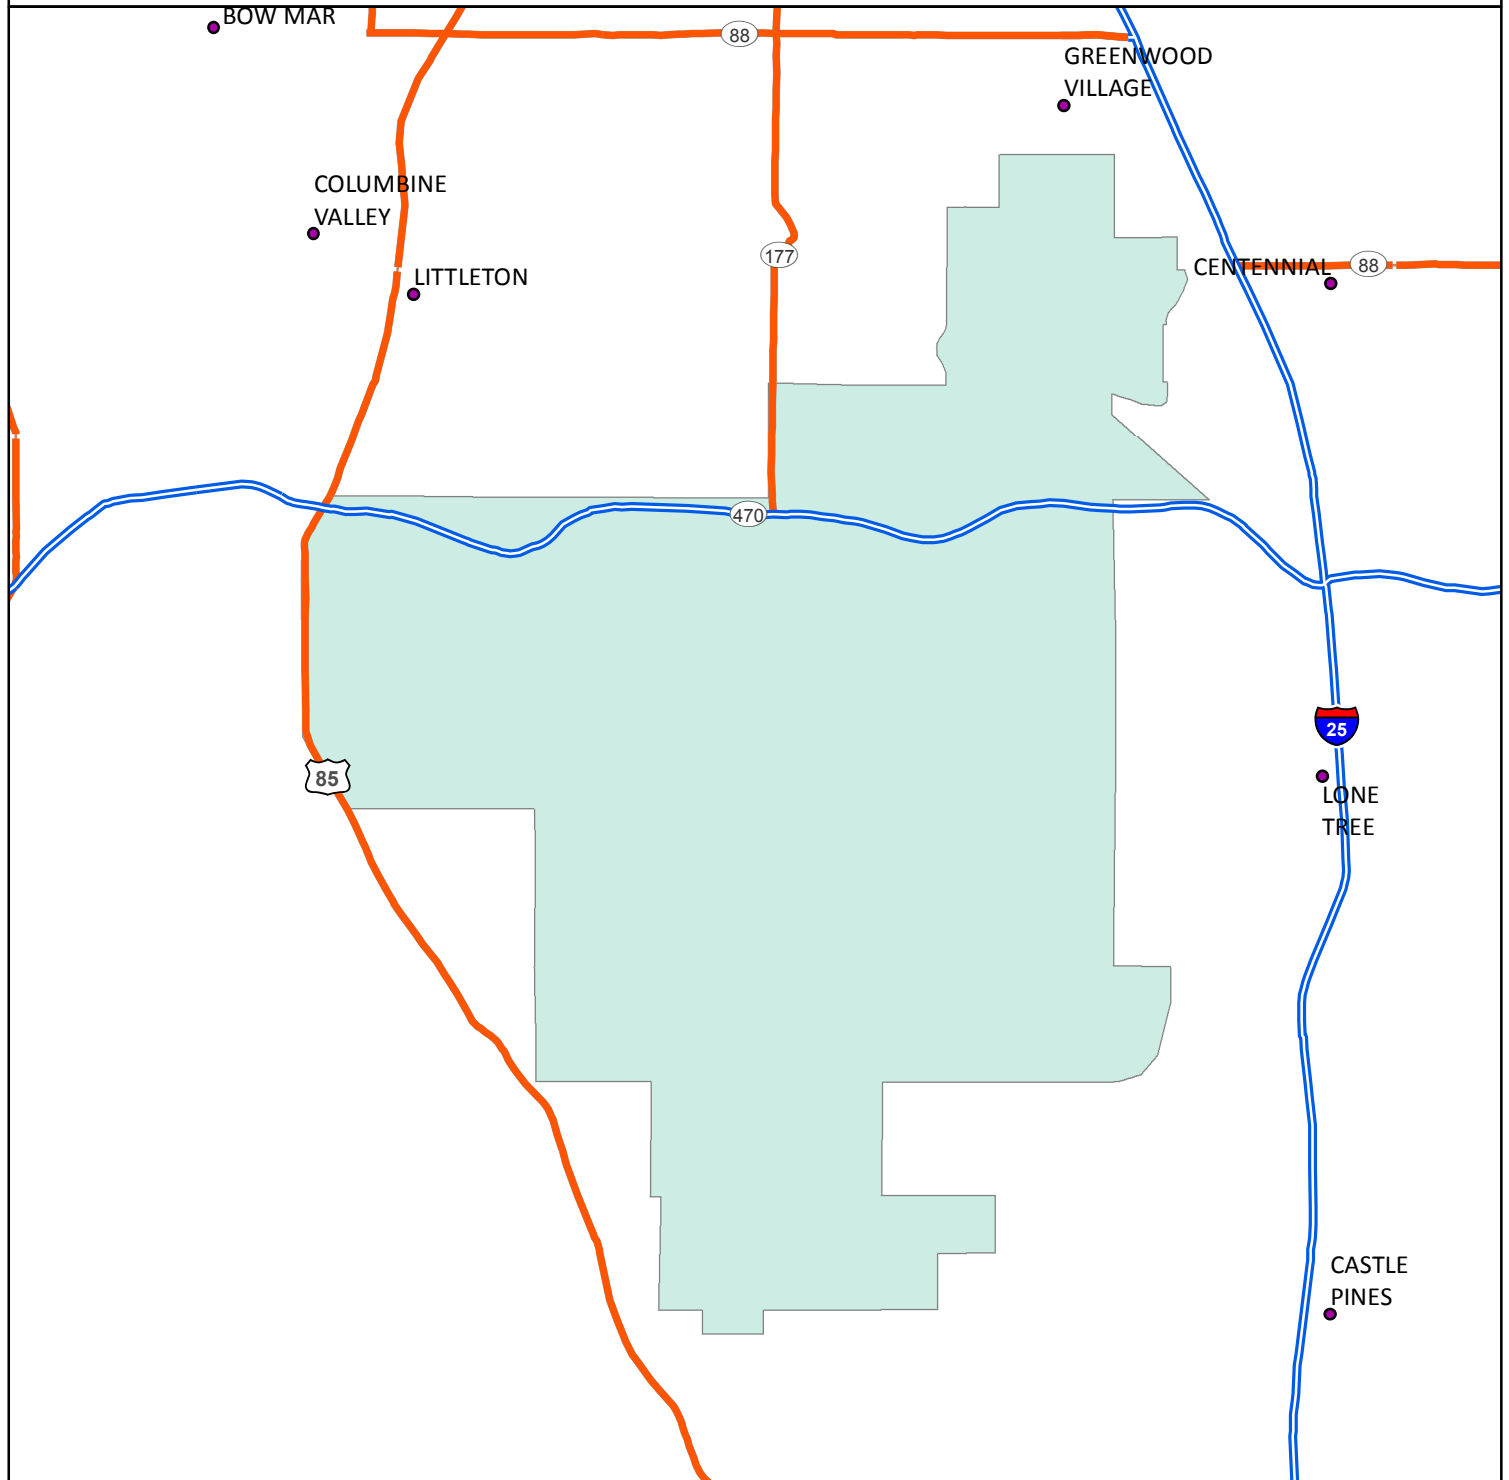 BOW MAR
88
GREENWOOD
VILLAGE
COLUMBINE
VALLEY
177
CENTENNIAL
88
LITTLETON
470
25
85
LONE
TREE
CASTLE
PINES